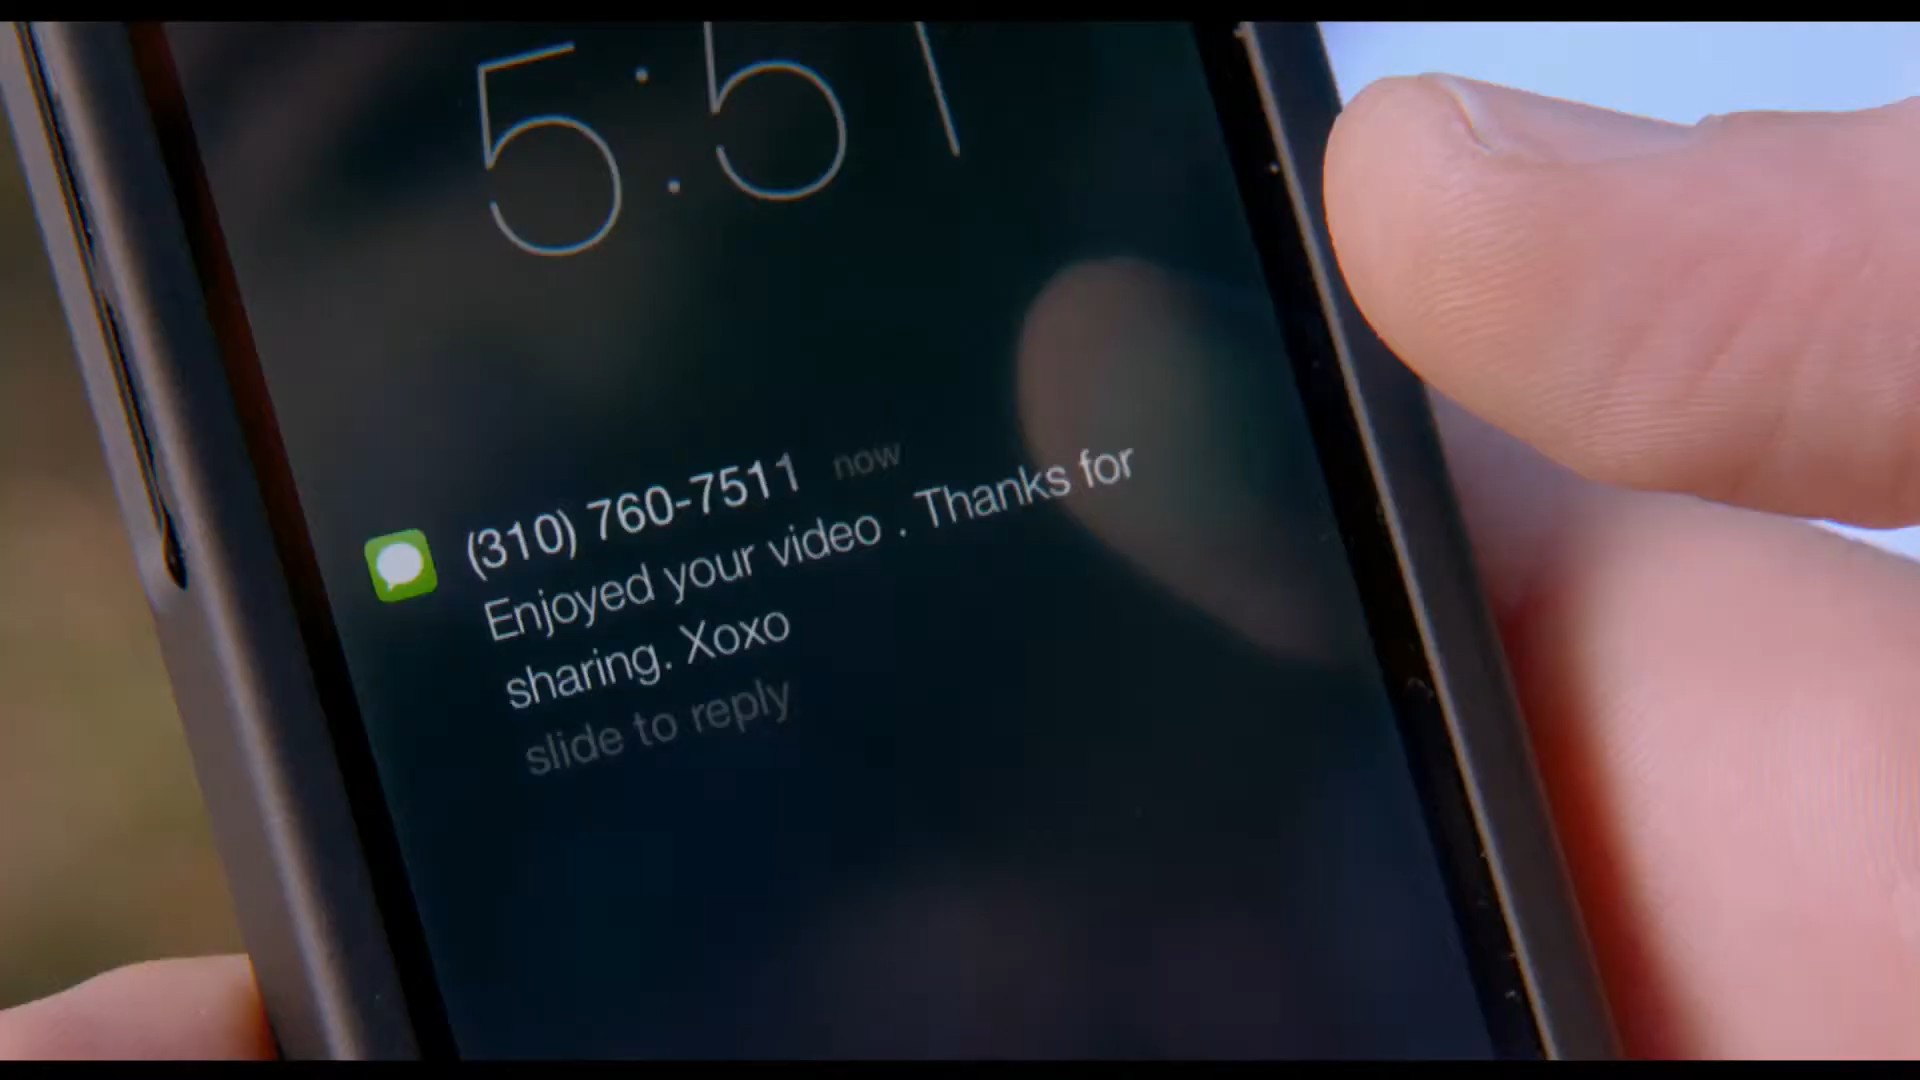 5:51
(310) 760-7511 now
Enjoyed your video . Thanks for
sharing. Xoxo
slide to reply